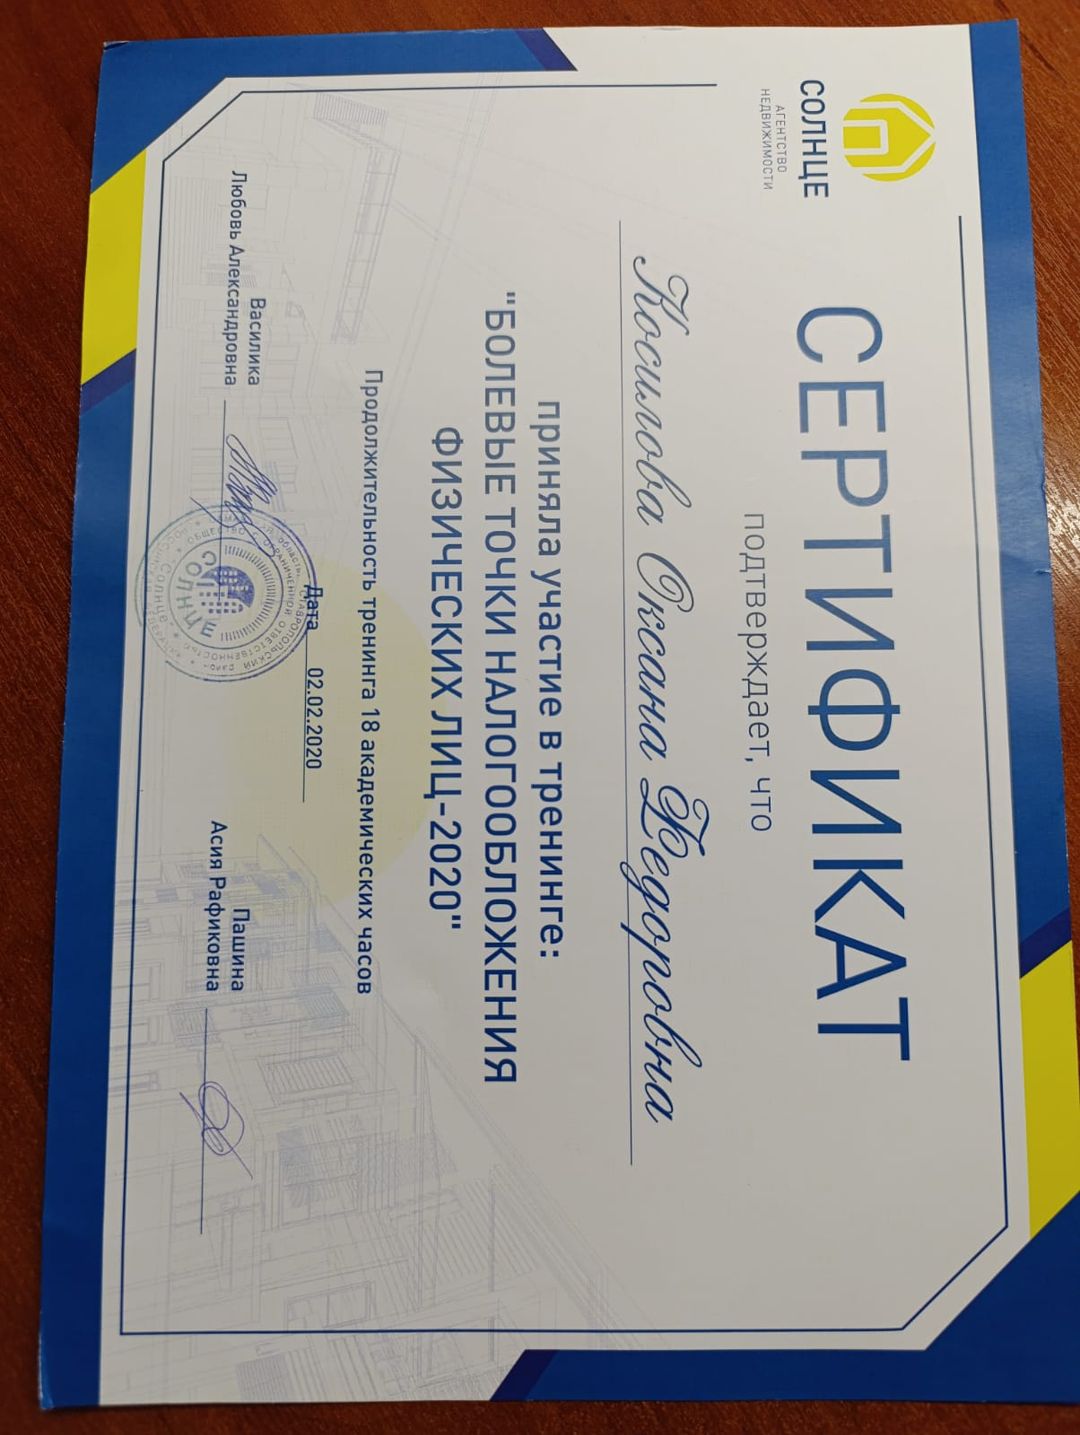 СОЛНЦЕ
АГЕНТСТВО
НЕДВИЖИМОСТИ
СЕРТИФИКАТ
подтверждает, что
Косилова Оксана Федоровна
приняла участие в тренинге:
"БОЛЕВЫЕ ТОЧКИ НАЛОГООБЛОЖЕНИЯ
ФИЗИЧЕСКИХ ЛИЦ-2020"
Продолжительность тренинга 18 академических часов
Дата 02.02.2020
Василика
Любовь Александровна
Пашина
Асия Рафиковна
СОЛНЦЕ